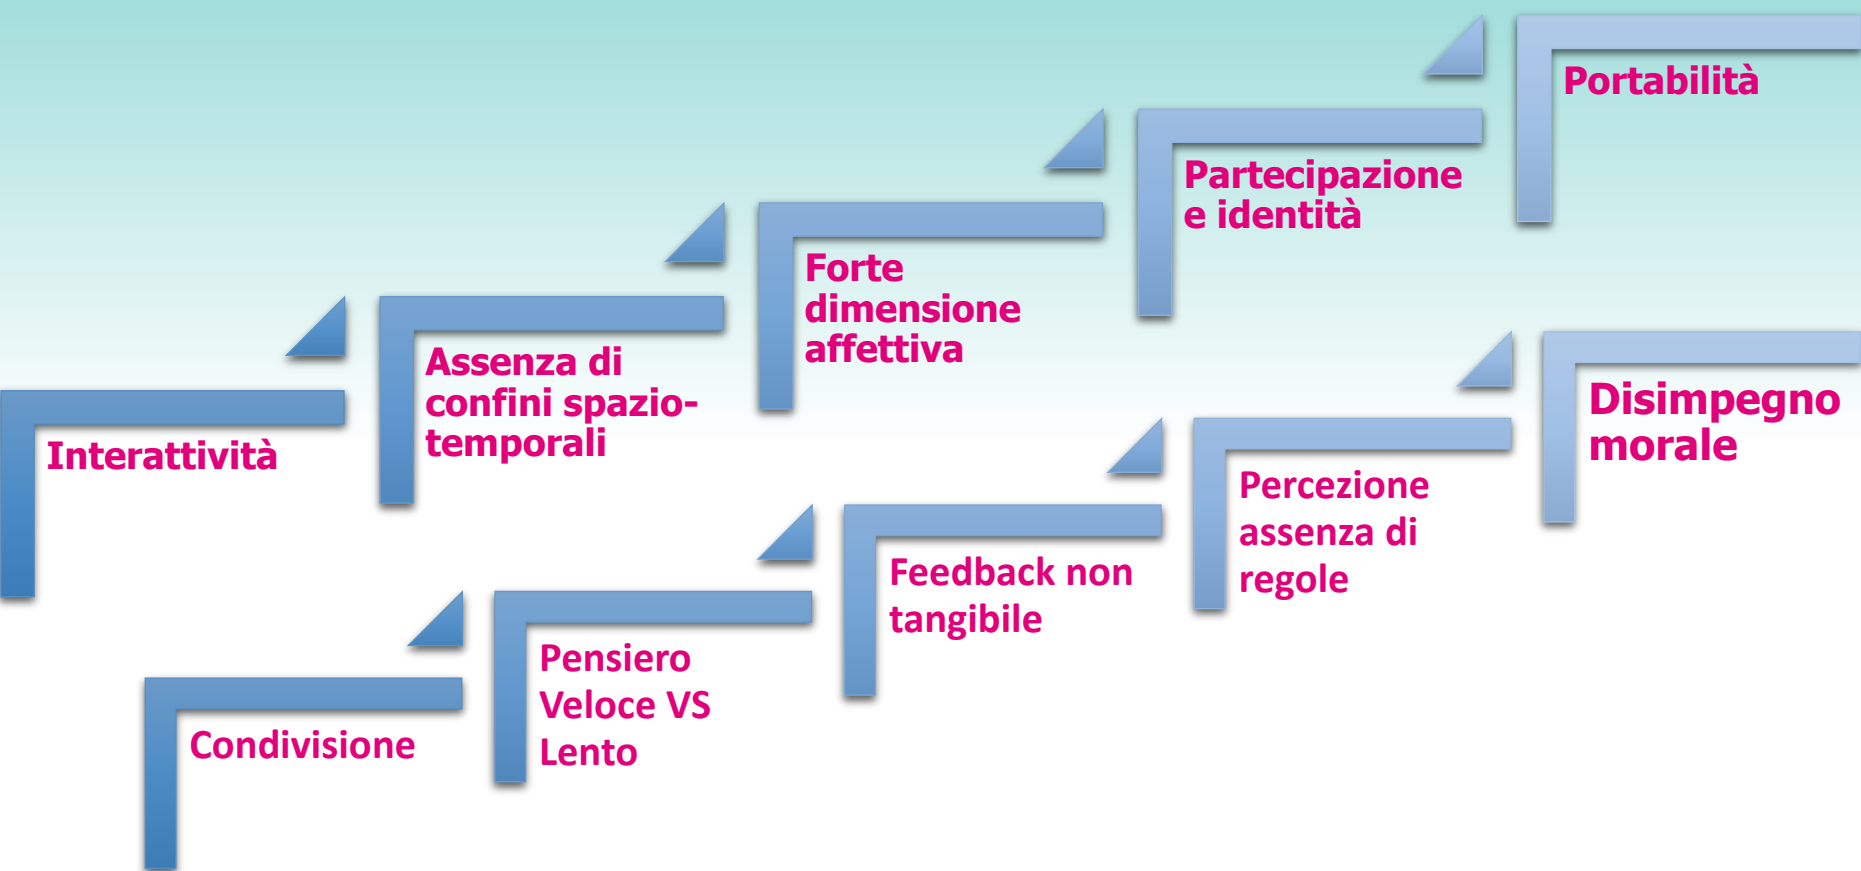 Interattività
Assenza di
confini spazio-
temporali
Forte
dimensione
affettiva
Partecipazione
e identità
Portabilità
Condivisione
Pensiero
Veloce VS
Lento
Feedback non
tangibile
Percezione
assenza di
regole
Disimpegno
morale